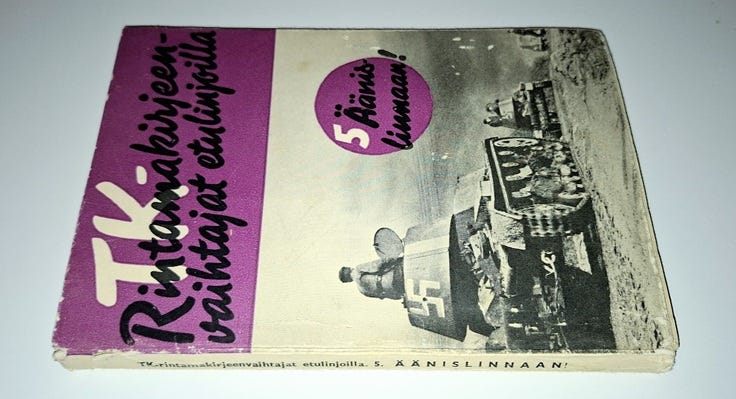 TK-
Rintamakirjeen-
vaihtajat etulinjoilla
5
Äänis-
linnaan!
TK-rintamakirjeenvaihtajat etulinjoilla. 5. ÄÄNISLINNAAN!